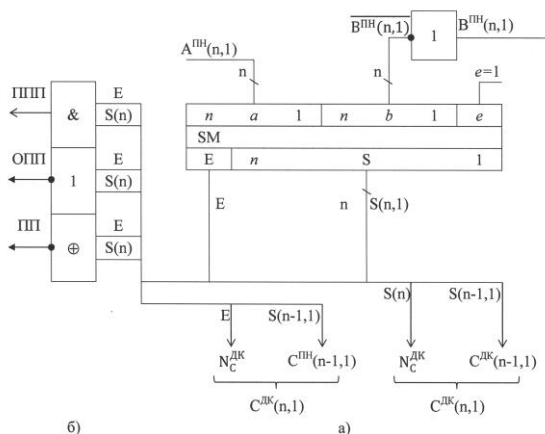 B^ПН(n,1)
B^ПН(n,1)
1
A^ПН(n,1)
n
n
e=1
ППП
E
&
S(n)
n a 1 n b 1 e
SM
E n S 1
ОПП
E
1
S(n)
E
n
S(n,1)
ПП
E
⊕
S(n)
E
S(n-1,1)
S(n)
S(n-1,1)
N_C^ДК
C^ПН(n-1,1)
N_C^ДК
C^ДК(n-1,1)
C^ДК(n,1)
C^ДК(n,1)
б)
а)